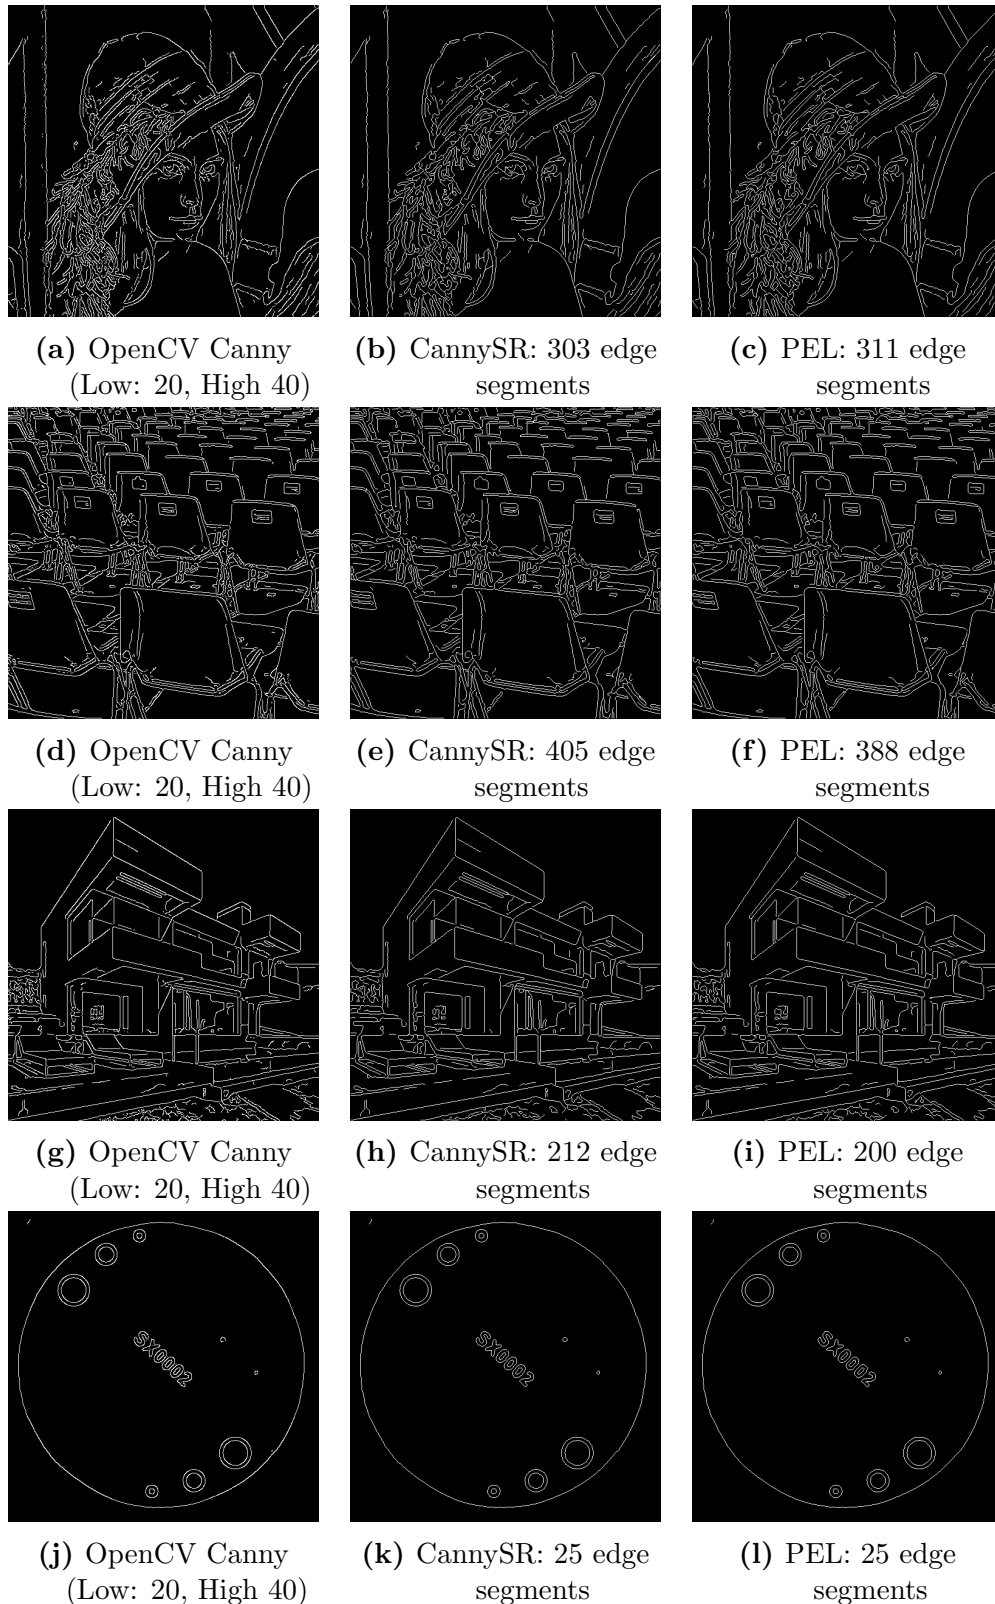 (a) OpenCV Canny
(Low: 20, High 40)
(b) CannySR: 303 edge
segments
(c) PEL: 311 edge
segments
(d) OpenCV Canny
(Low: 20, High 40)
(e) CannySR: 405 edge
segments
(f) PEL: 388 edge
segments
(g) OpenCV Canny
(Low: 20, High 40)
(h) CannySR: 212 edge
segments
(i) PEL: 200 edge
segments
SX0002
SX0002
SX0002
(j) OpenCV Canny
(Low: 20, High 40)
(k) CannySR: 25 edge
segments
(l) PEL: 25 edge
segments